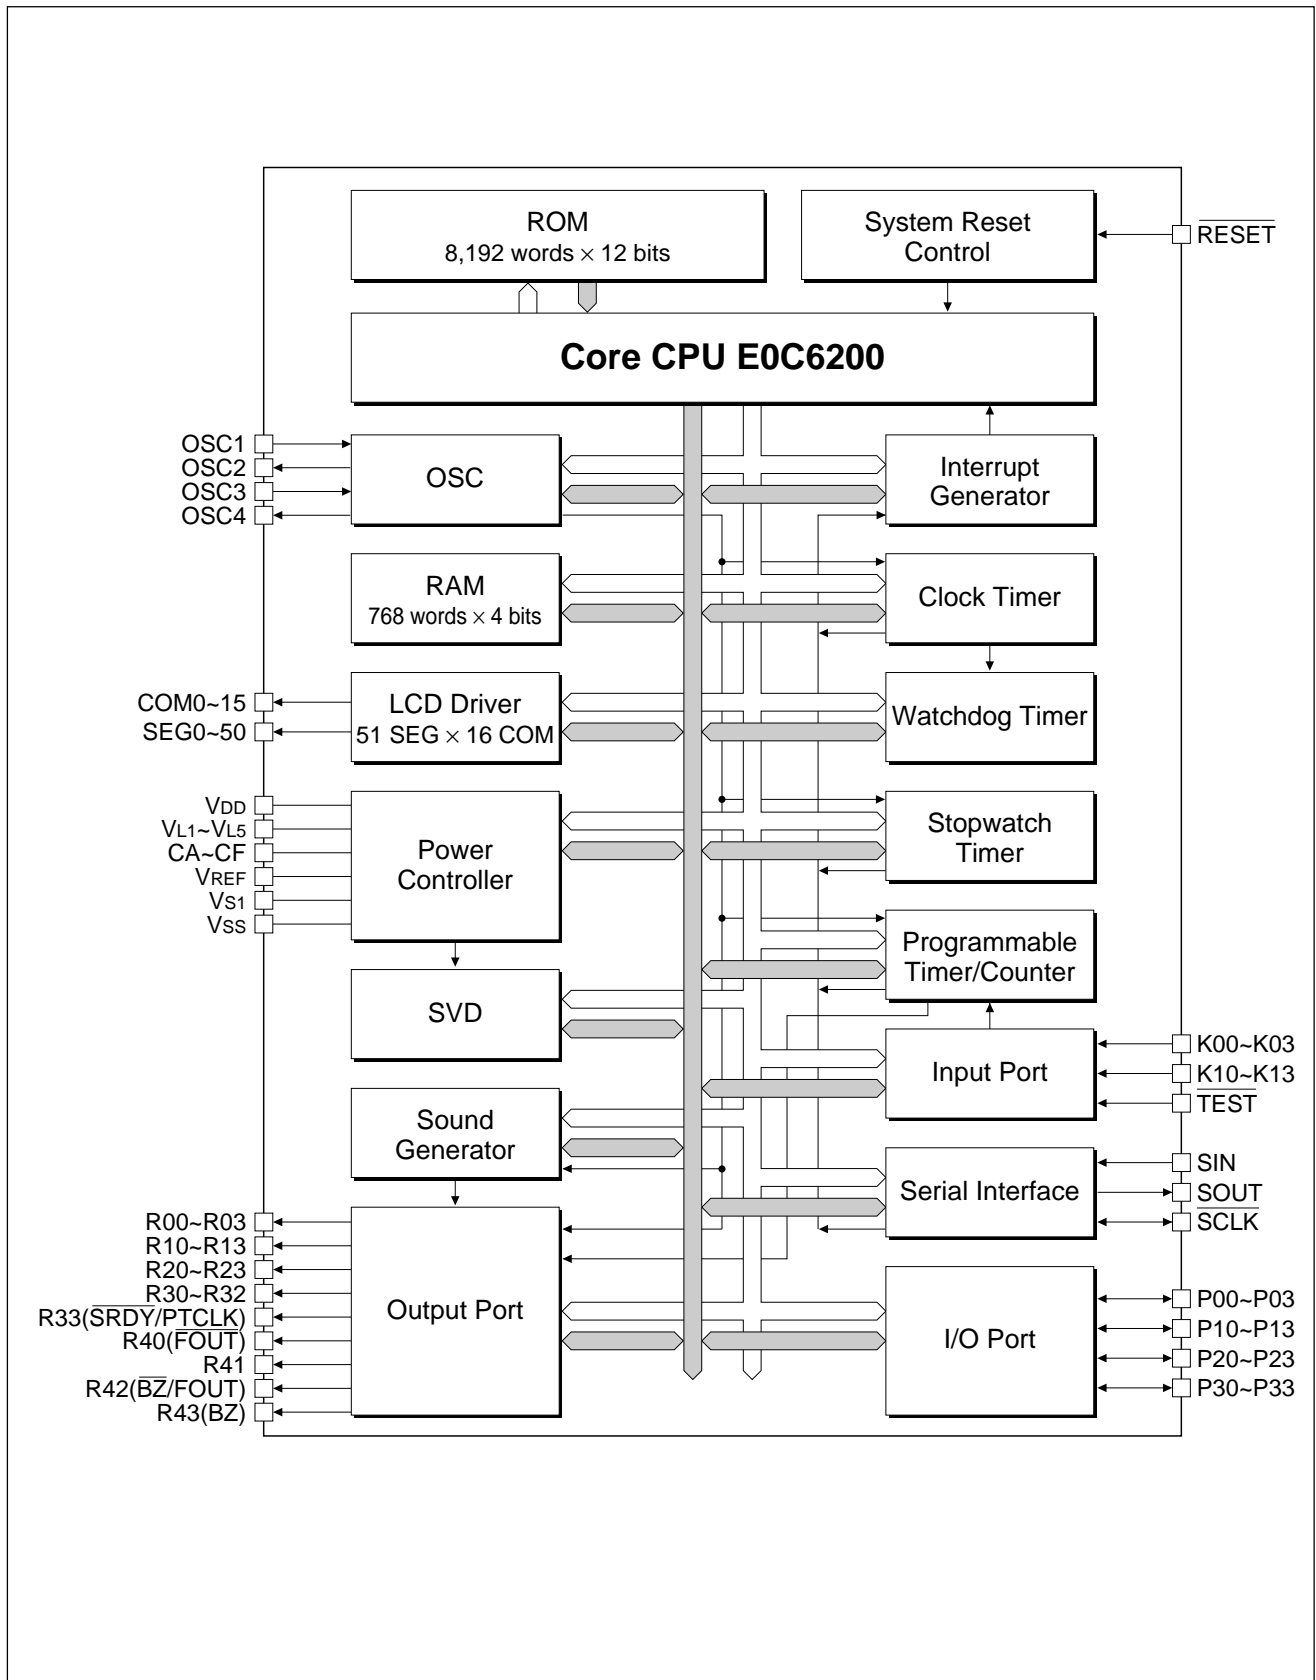 ROM
8,192 words × 12 bits
System Reset
Control
RESET
Core CPU E0C6200
OSC1
OSC2
OSC3
OSC4
OSC
Interrupt
Generator
RAM
768 words × 4 bits
Clock Timer
COM0~15
SEG0~50
LCD Driver
51 SEG × 16 COM
Watchdog Timer
VDD
VL1~VL5
CA~CF
VREF
VS1
VSS
Power
Controller
Stopwatch
Timer
Programmable
Timer/Counter
SVD
Input Port
K00~K03
K10~K13
TEST
Sound
Generator
Serial Interface
SIN
SOUT
SCLK
R00~R03
R10~R13
R20~R23
R30~R32
R33(SRDY/PTCLK)
R40(FOUT)
R41
R42(BZ/FOUT)
R43(BZ)
Output Port
I/O Port
P00~P03
P10~P13
P20~P23
P30~P33